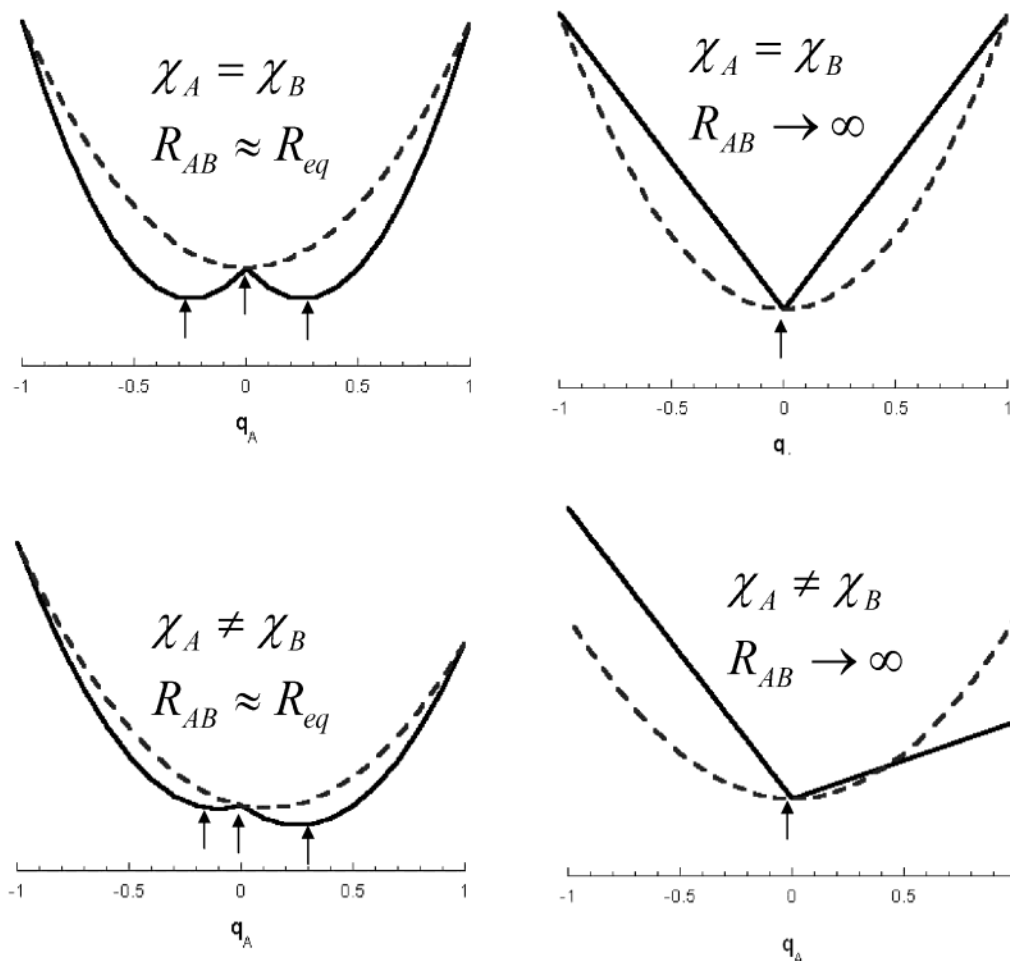 χ_A = χ_B
R_AB ≈ R_eq
-1 -0.5 0 0.5 1
q_A
χ_A = χ_B
R_AB → ∞
-1 -0.5 0 0.5 1
q.
χ_A ≠ χ_B
R_AB ≈ R_eq
-1 -0.5 0 0.5 1
q_A
χ_A ≠ χ_B
R_AB → ∞
-1 -0.5 0 0.5
q_A